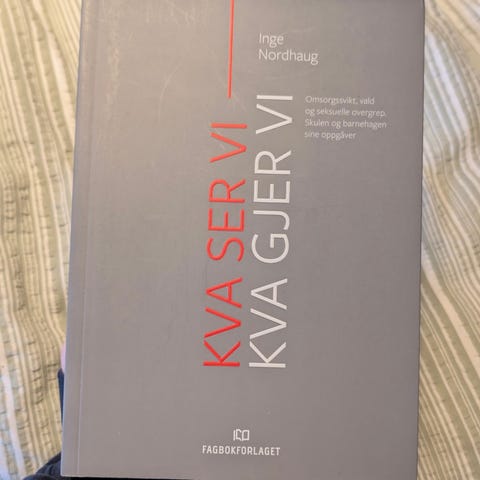 Inge
Nordhaug
KVA SER VI
KVA GJER VI
Omsorgssvikt, vald
og seksuelle overgrep.
Skulen og barnehagen
sine oppgåver
FAGBOKFORLAGET